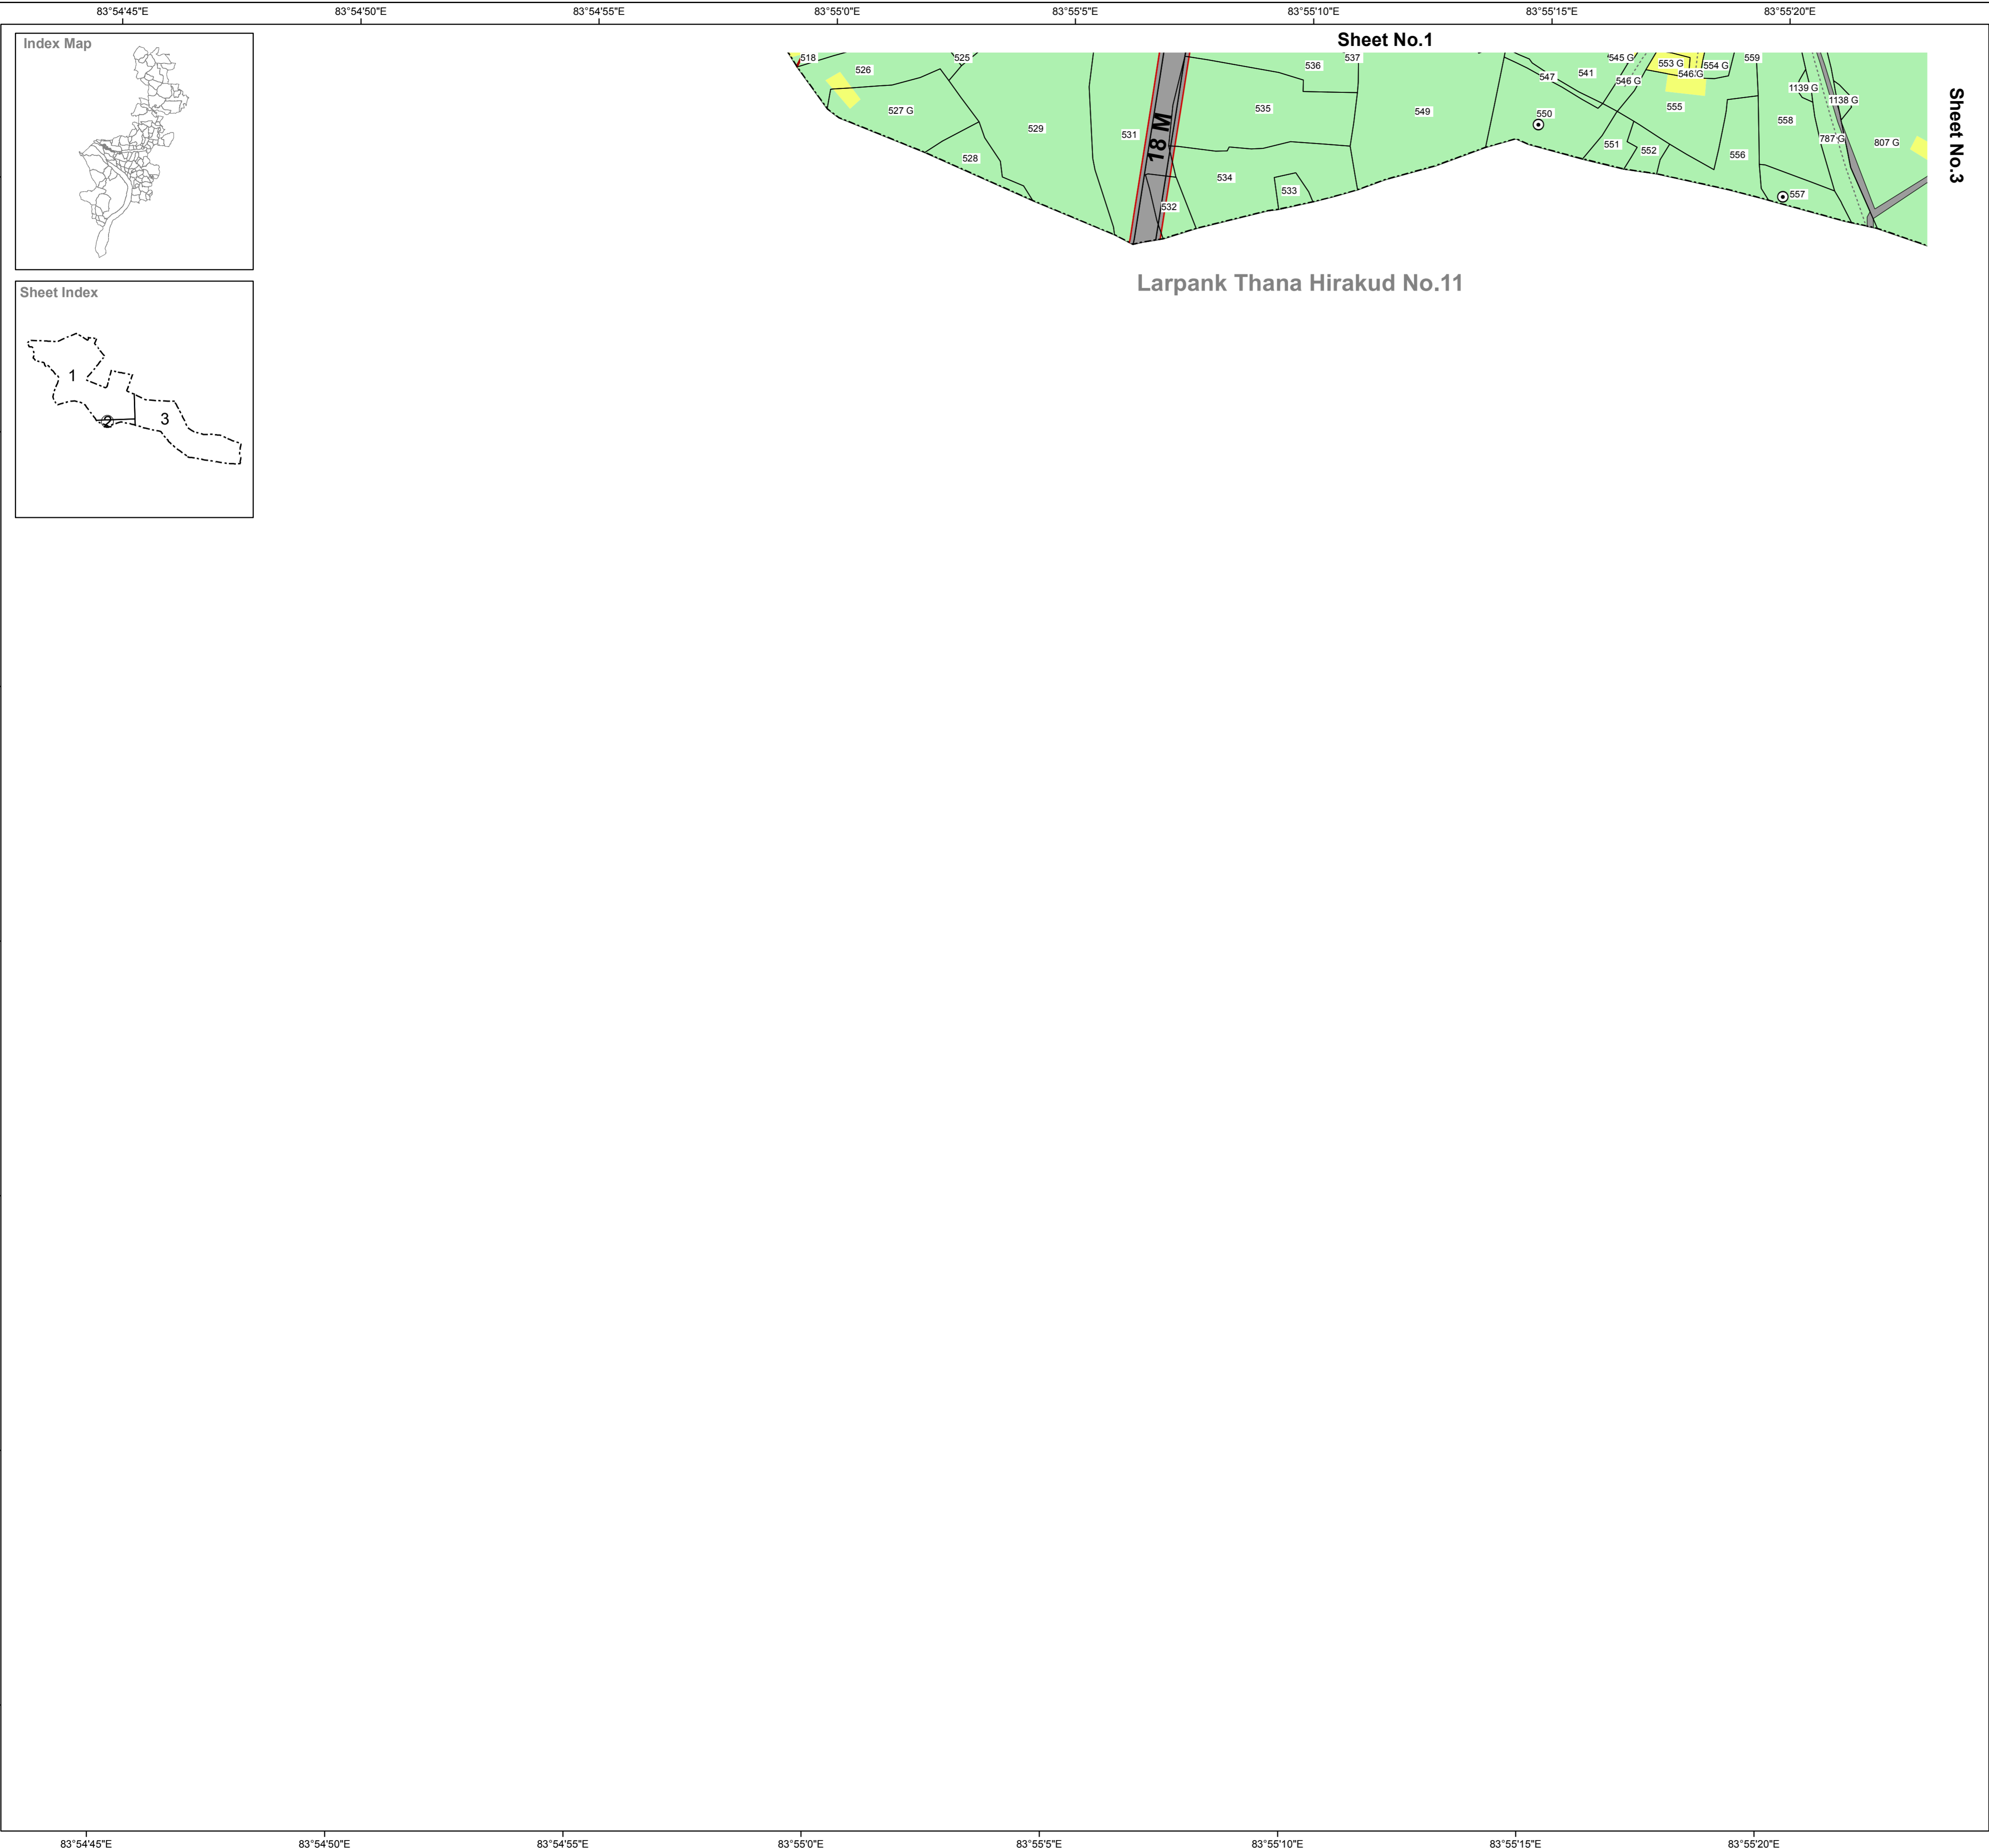 83°54'45"E
83°54'50"E
83°54'55"E
83°55'0"E
83°55'5"E
83°55'10"E
83°55'15"E
83°55'20"E
Index Map
Sheet No.1
Sheet No.3
518
526
525
527 G
528
529
531
18 M
532
533
534
535
536
537
549
550
547
541
545 G
546 G
553 G
546 G
554 G
555
551
552
556
559
558
557
1139 G
1138 G
787 G
807 G
Larpank Thana Hirakud No.11
Sheet Index
1
2
3
83°54'45"E
83°54'50"E
83°54'55"E
83°55'0"E
83°55'5"E
83°55'10"E
83°55'15"E
83°55'20"E